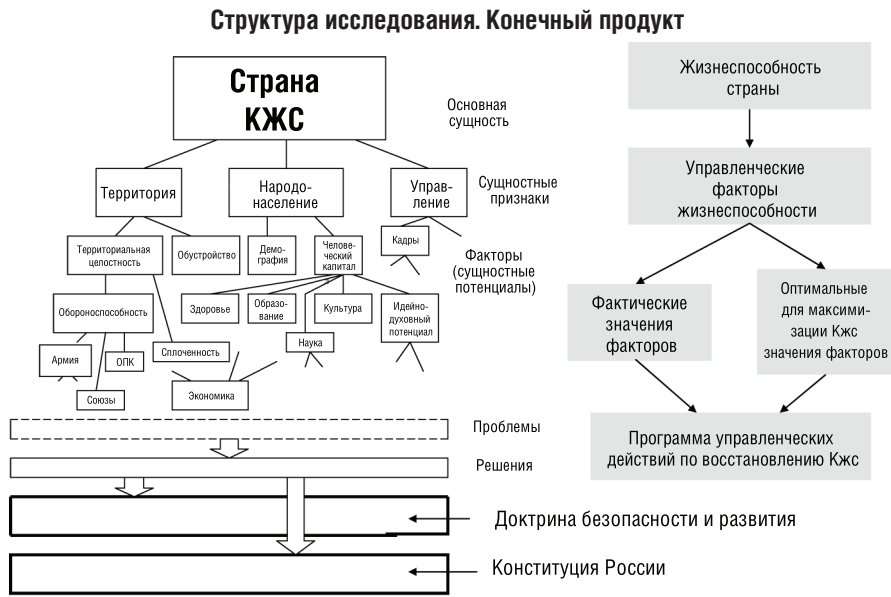 Структура исследования. Конечный продукт
Страна
КЖС
Основная
сущность
Территория
Народо-
население
Управ-
ление
Сущностные
признаки
Территориальная
целостность
Обустройство
Демо-
графия
Челове-
ческий
капитал
Кадры
Факторы
(сущностные
потенциалы)
Обороноспособность
Здоровье
Образо-
вание
Культура
Идейно-
духовный
потенциал
Армия
ОПК
Сплоченность
Наука
Союзы
Экономика
Проблемы
Решения
Доктрина безопасности и развития
Конституция России
Жизнеспособность
страны
Управленческие
факторы
жизнеспособности
Фактические
значения
факторов
Оптимальные
для максими-
зации Кжс
значения факторов
Программа управленческих
действий по восстановлению Кжс